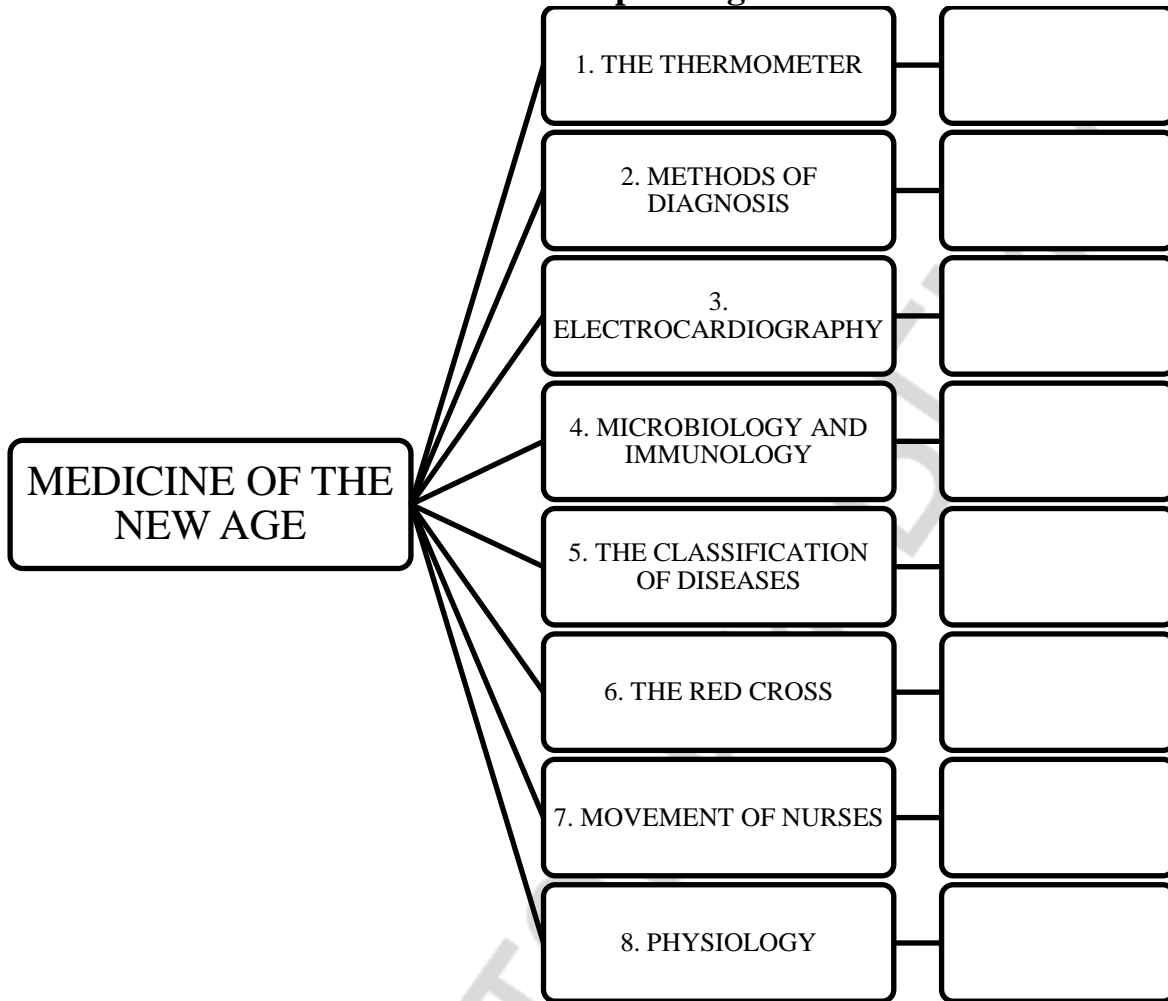 1. THE THERMOMETER
2. METHODS OF
DIAGNOSIS
3.
ELECTROCARDIOGRAPHY
4. MICROBIOLOGY AND
IMMUNOLOGY
MEDICINE OF THE
NEW AGE
5. THE CLASSIFICATION
OF DISEASES
6. THE RED CROSS
7. MOVEMENT OF NURSES
8. PHYSIOLOGY